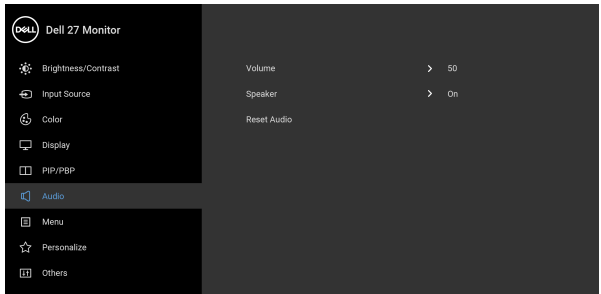 DELL Dell 27 Monitor
Brightness/Contrast
Input Source
Color
Display
PIP/PBP
Audio
Menu
Personalize
Others
Volume 50
Speaker On
Reset Audio